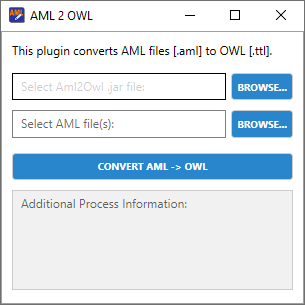 AML 2 OWL
This plugin converts AML files [.aml] to OWL [.ttl].
Select Aml2Owl .jar file:
BROWSE...
Select AML file(s):
BROWSE...
CONVERT AML -> OWL
Additional Process Information: